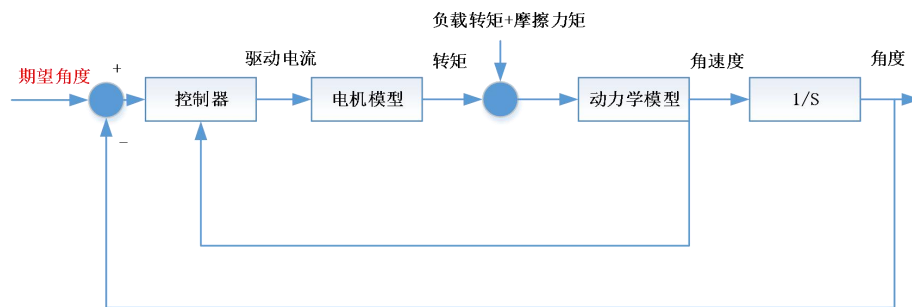 负载转矩+摩擦力矩
期望角度
+
驱动电流
转矩
角速度
角度
控制器
电机模型
动力学模型
1/S
−